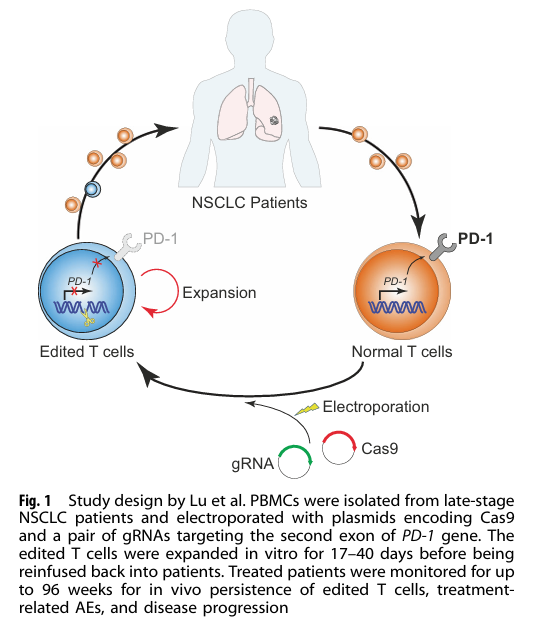 NSCLC Patients
PD-1
PD-1
PD-1
PD-1
Expansion
Edited T cells
Normal T cells
Electroporation
Cas9
gRNA
Fig. 1 Study design by Lu et al. PBMCs were isolated from late-stage
NSCLC patients and electroporated with plasmids encoding Cas9
and a pair of gRNAs targeting the second exon of PD-1 gene. The
edited T cells were expanded in vitro for 17–40 days before being
reinfused back into patients. Treated patients were monitored for up
to 96 weeks for in vivo persistence of edited T cells, treatment-
related AEs, and disease progression